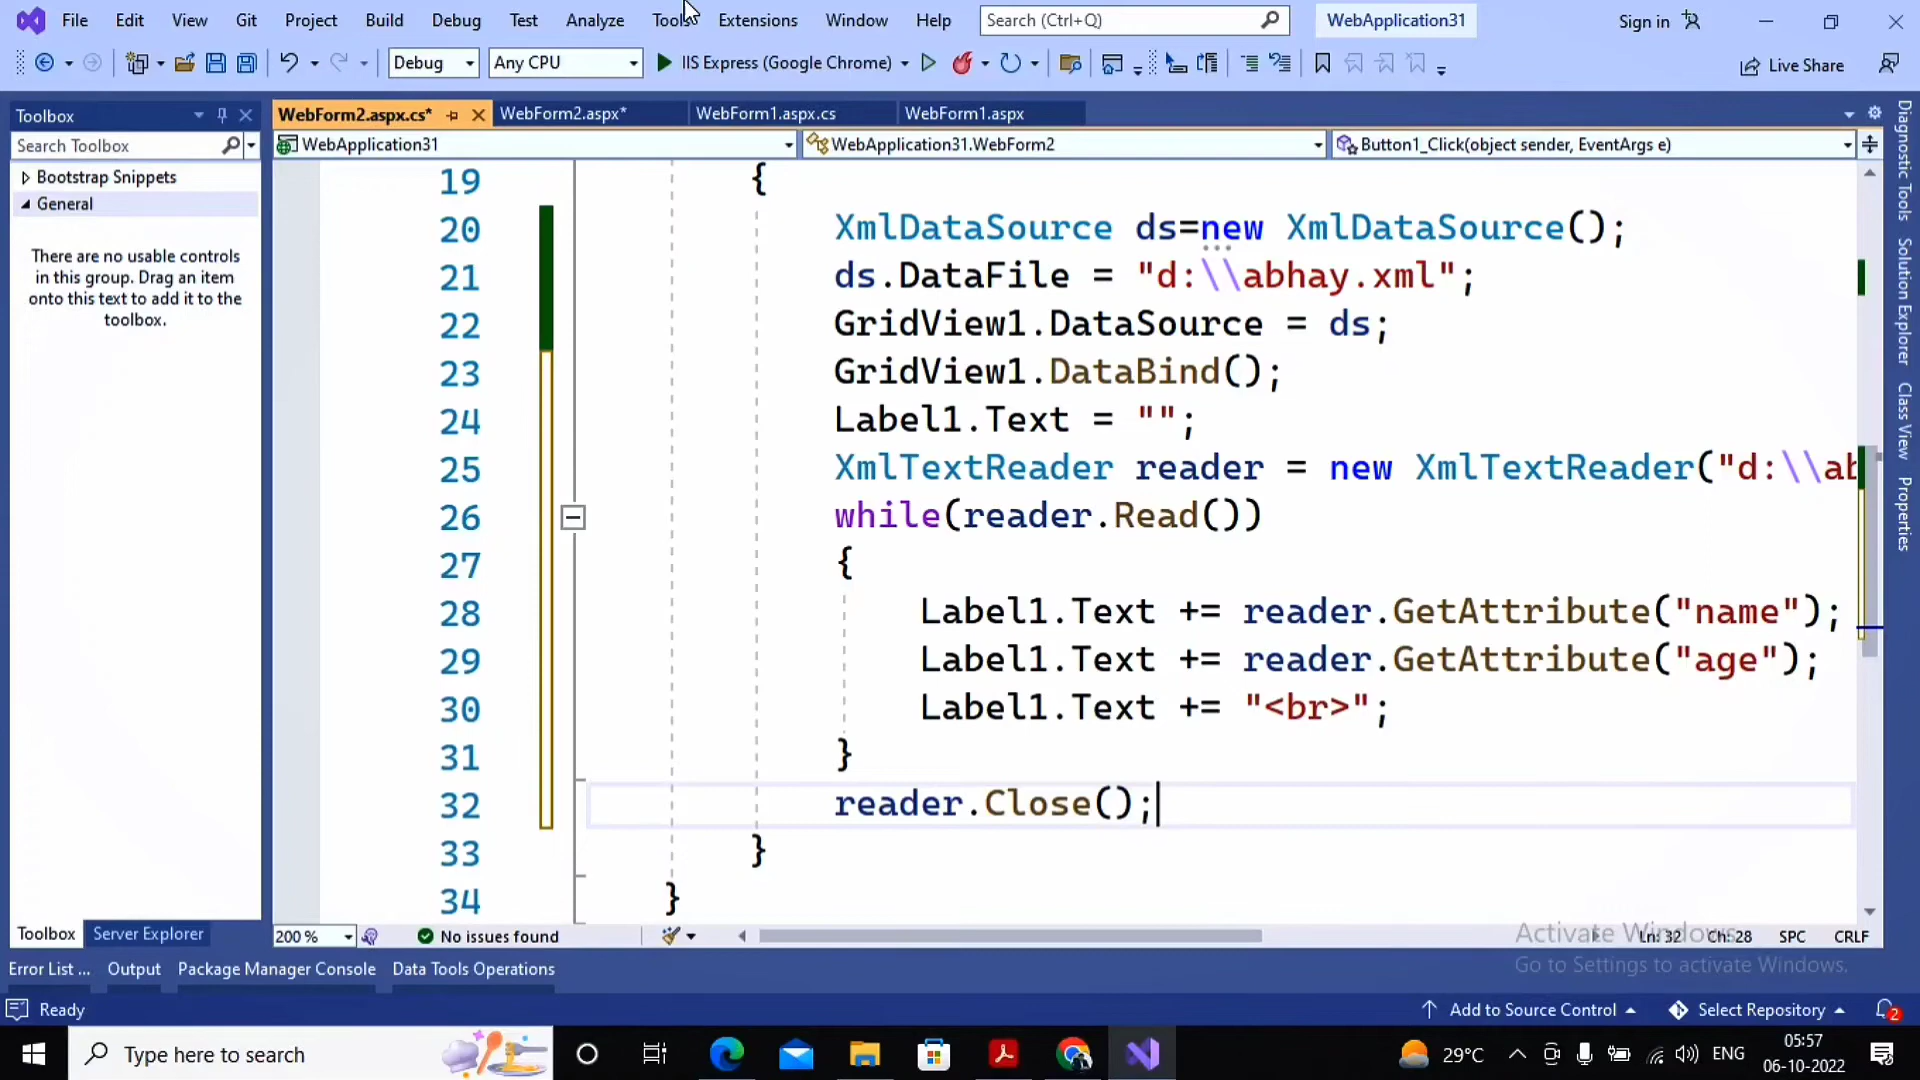 File Edit View Git Project Build Debug Test Analyze Tools Extensions Window Help Search (Ctrl+Q) WebApplication31 Sign in
Debug Any CPU IIS Express (Google Chrome) Live Share
Toolbox
Search Toolbox
Bootstrap Snippets
General
There are no usable controls
in this group. Drag an item
onto this text to add it to the
toolbox.
Toolbox Server Explorer
WebForm2.aspx.cs* WebForm2.aspx* WebForm1.aspx.cs WebForm1.aspx
WebApplication31 WebApplication31.WebForm2 Button1_Click(object sender, EventArgs e)
19 {
20 XmlDataSource ds=new XmlDataSource();
21 ds.DataFile = "d:\\abhay.xml";
22 GridView1.DataSource = ds;
23 GridView1.DataBind();
24 Label1.Text = "";
25 XmlTextReader reader = new XmlTextReader("d:\\ab
26 while(reader.Read())
27 {
28 Label1.Text += reader.GetAttribute("name");
29 Label1.Text += reader.GetAttribute("age");
30 Label1.Text += "<br>";
31 }
32 reader.Close();
33 }
34 }
200 % No issues found Ln: 32 Ch: 28 SPC CRLF
Activate Windows
Go to Settings to activate Windows.
Diagnostic Tools
Solution Explorer
Class View
Properties
Error List ... Output Package Manager Console Data Tools Operations
Ready Add to Source Control Select Repository 2
Type here to search 29°C ENG 05:57
06-10-2022